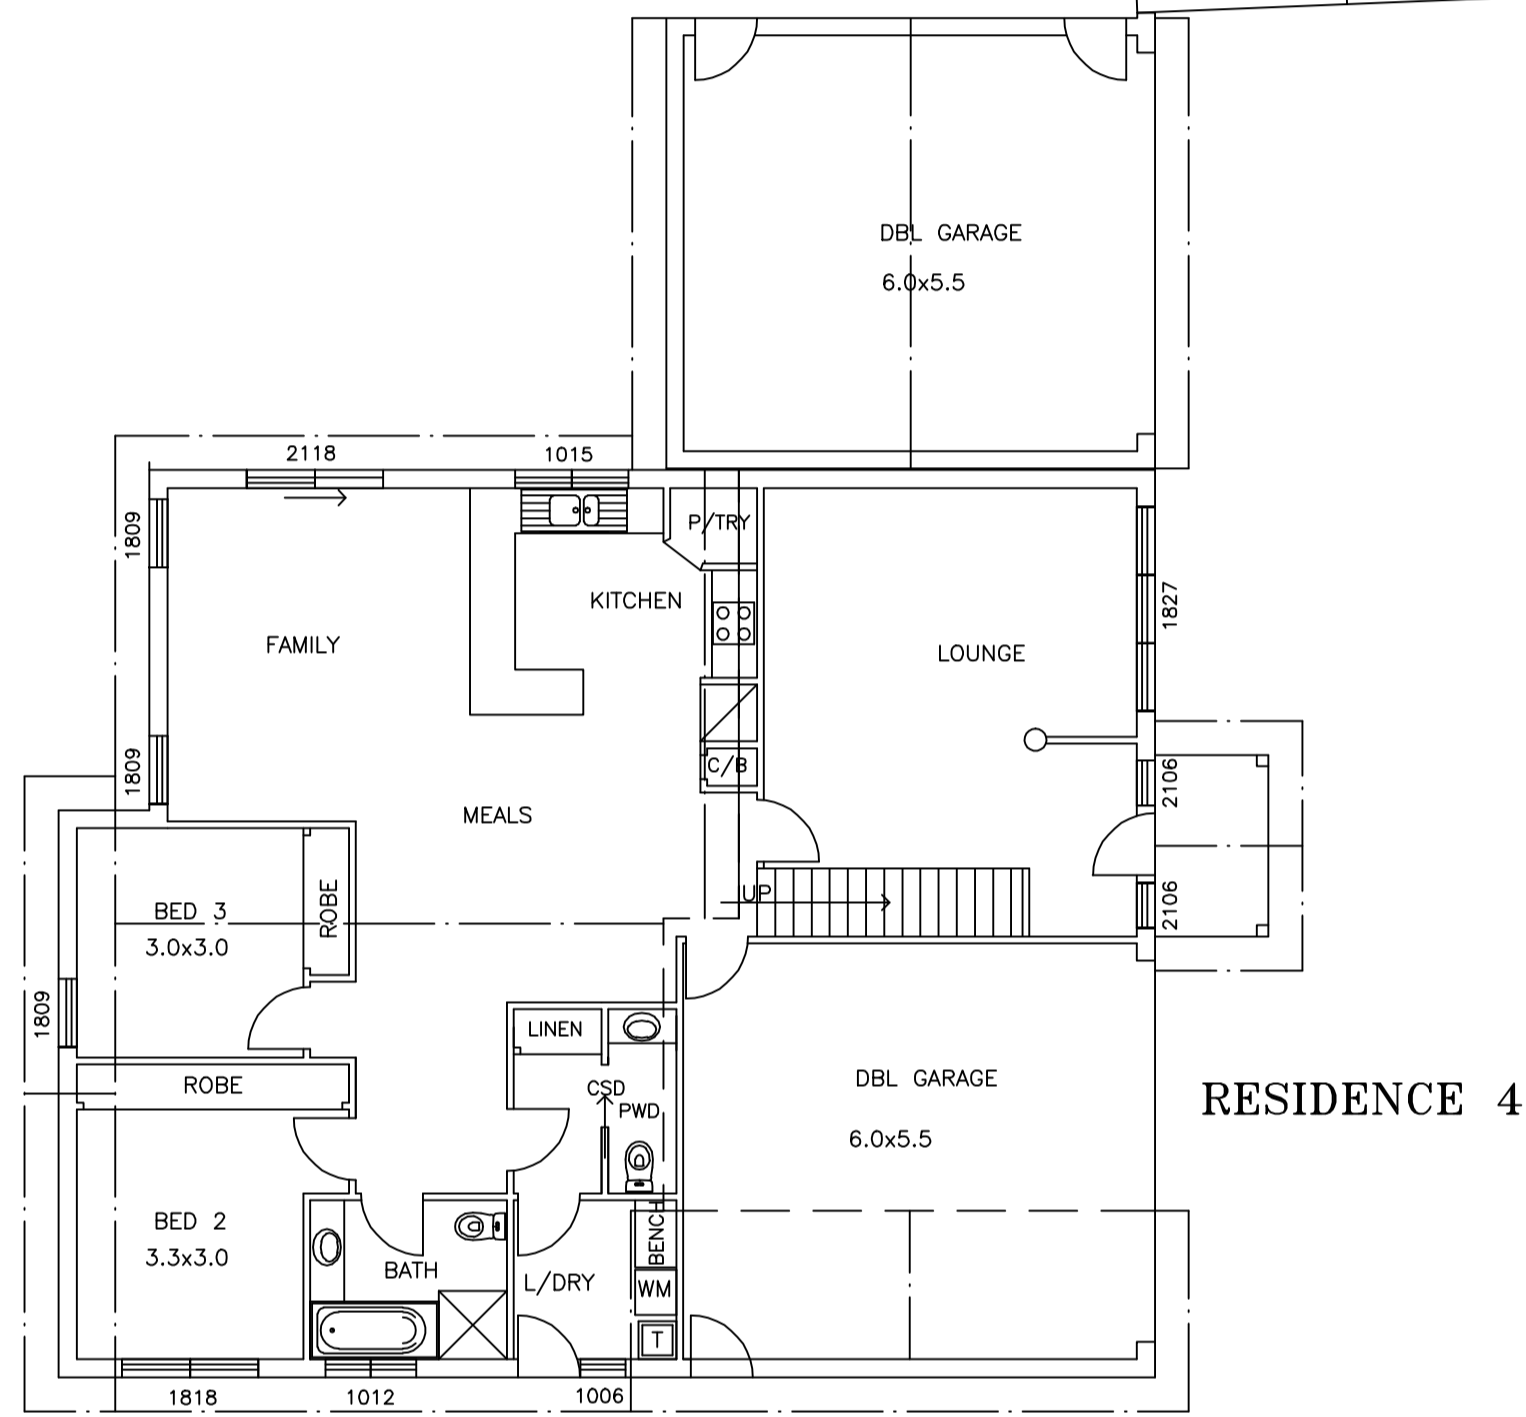 DBL GARAGE
6.0x5.5
2118
1015
1809
P/TRY
KITCHEN
1827
FAMILY
LOUNGE
1809
C/B
2106
MEALS
UP
2106
BED 3
3.0x3.0
ROBE
1809
LINEN
ROBE
CSD
PWD
DBL GARAGE
6.0x5.5
RESIDENCE 4
BED 2
3.3x3.0
BENCH
BATH
L/DRY
WM
T
1818
1012
1006